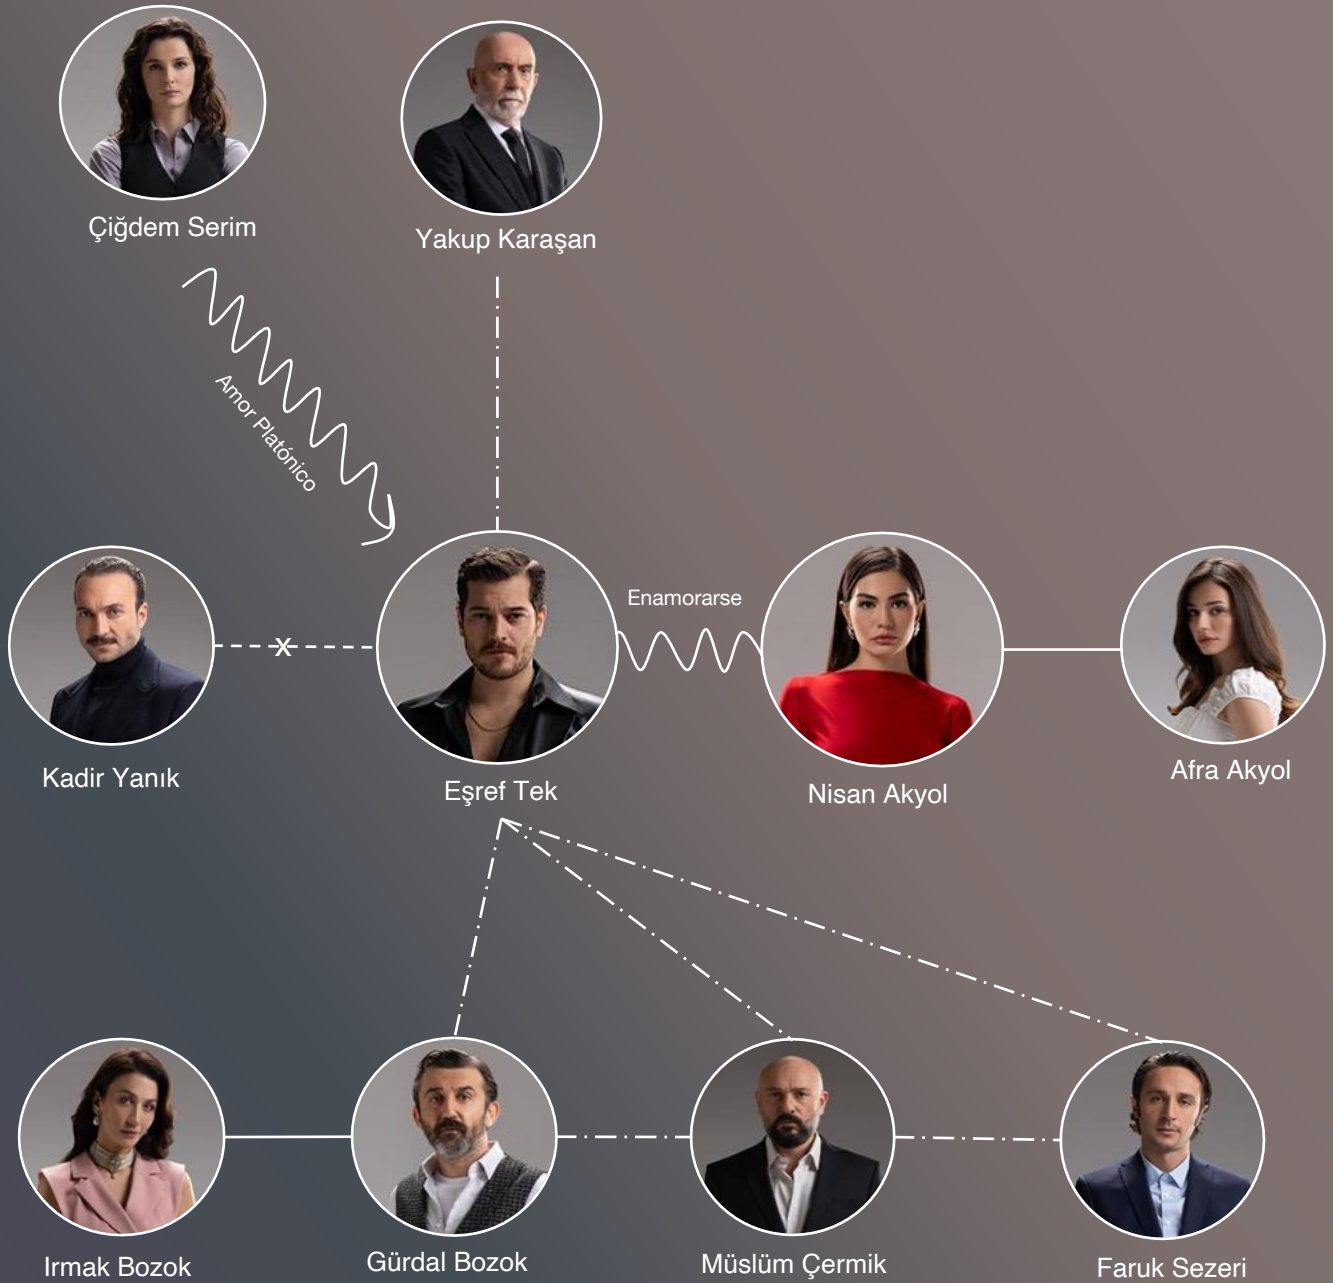 Çiğdem Serim
Yakup Karaşan
Amor Platónico
Enamorarse
x
Kadir Yanık
Eşref Tek
Nisan Akyol
Afra Akyol
Irmak Bozok
Gürdal Bozok
Müslüm Çermik
Faruk Sezeri